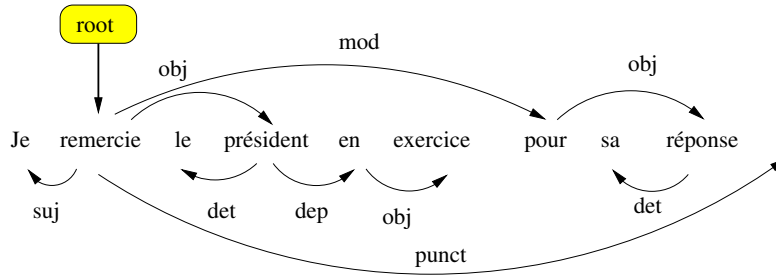 root
mod
obj
obj
Je remercie le président en exercice pour sa réponse
suj
det
dep
obj
det
punct